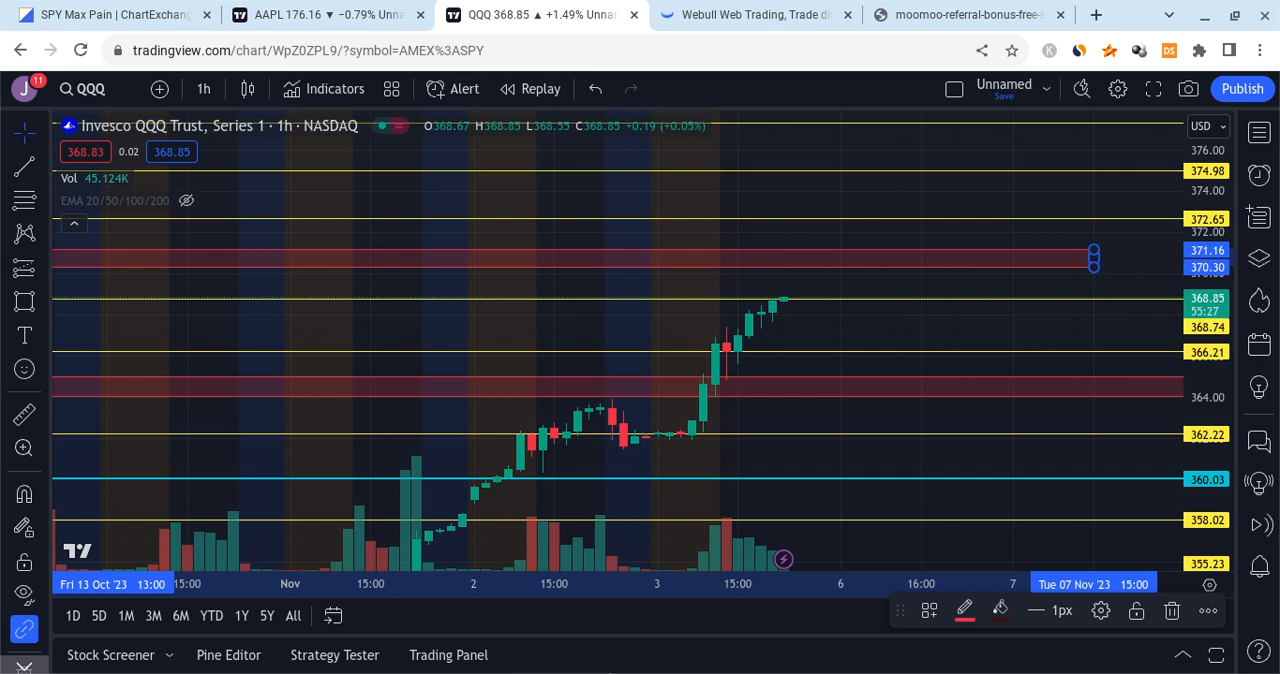 SPY Max Pain | ChartExchang
AAPL 176.16 ▼ −0.79% Unna
QQQ 368.85 ▲ +1.49% Unnar
Webull Web Trading, Trade di
moomoo-referral-bonus-free-s
tradingview.com/chart/WpZ0ZPL9/?symbol=AMEX%3ASPY
K
DS
J
11
QQQ
1h
Indicators
Alert
Replay
Unnamed
Save
Publish
Invesco QQQ Trust, Series 1 · 1h · NASDAQ
O368.67 H368.85 L368.55 C368.85 +0.19 (+0.05%)
USD
368.83
0.02
368.85
Vol 45.124K
EMA 20/50/100/200
376.00
374.98
374.00
372.65
372.00
371.16
370.30
368.85
55:27
368.74
366.21
364.00
362.22
360.03
358.02
355.23
Fri 13 Oct '23 13:00
15:00
Nov
15:00
2
15:00
3
15:00
6
16:00
7
Tue 07 Nov '23 15:00
1D 5D 1M 3M 6M YTD 1Y 5Y All
1px
Stock Screener
Pine Editor
Strategy Tester
Trading Panel